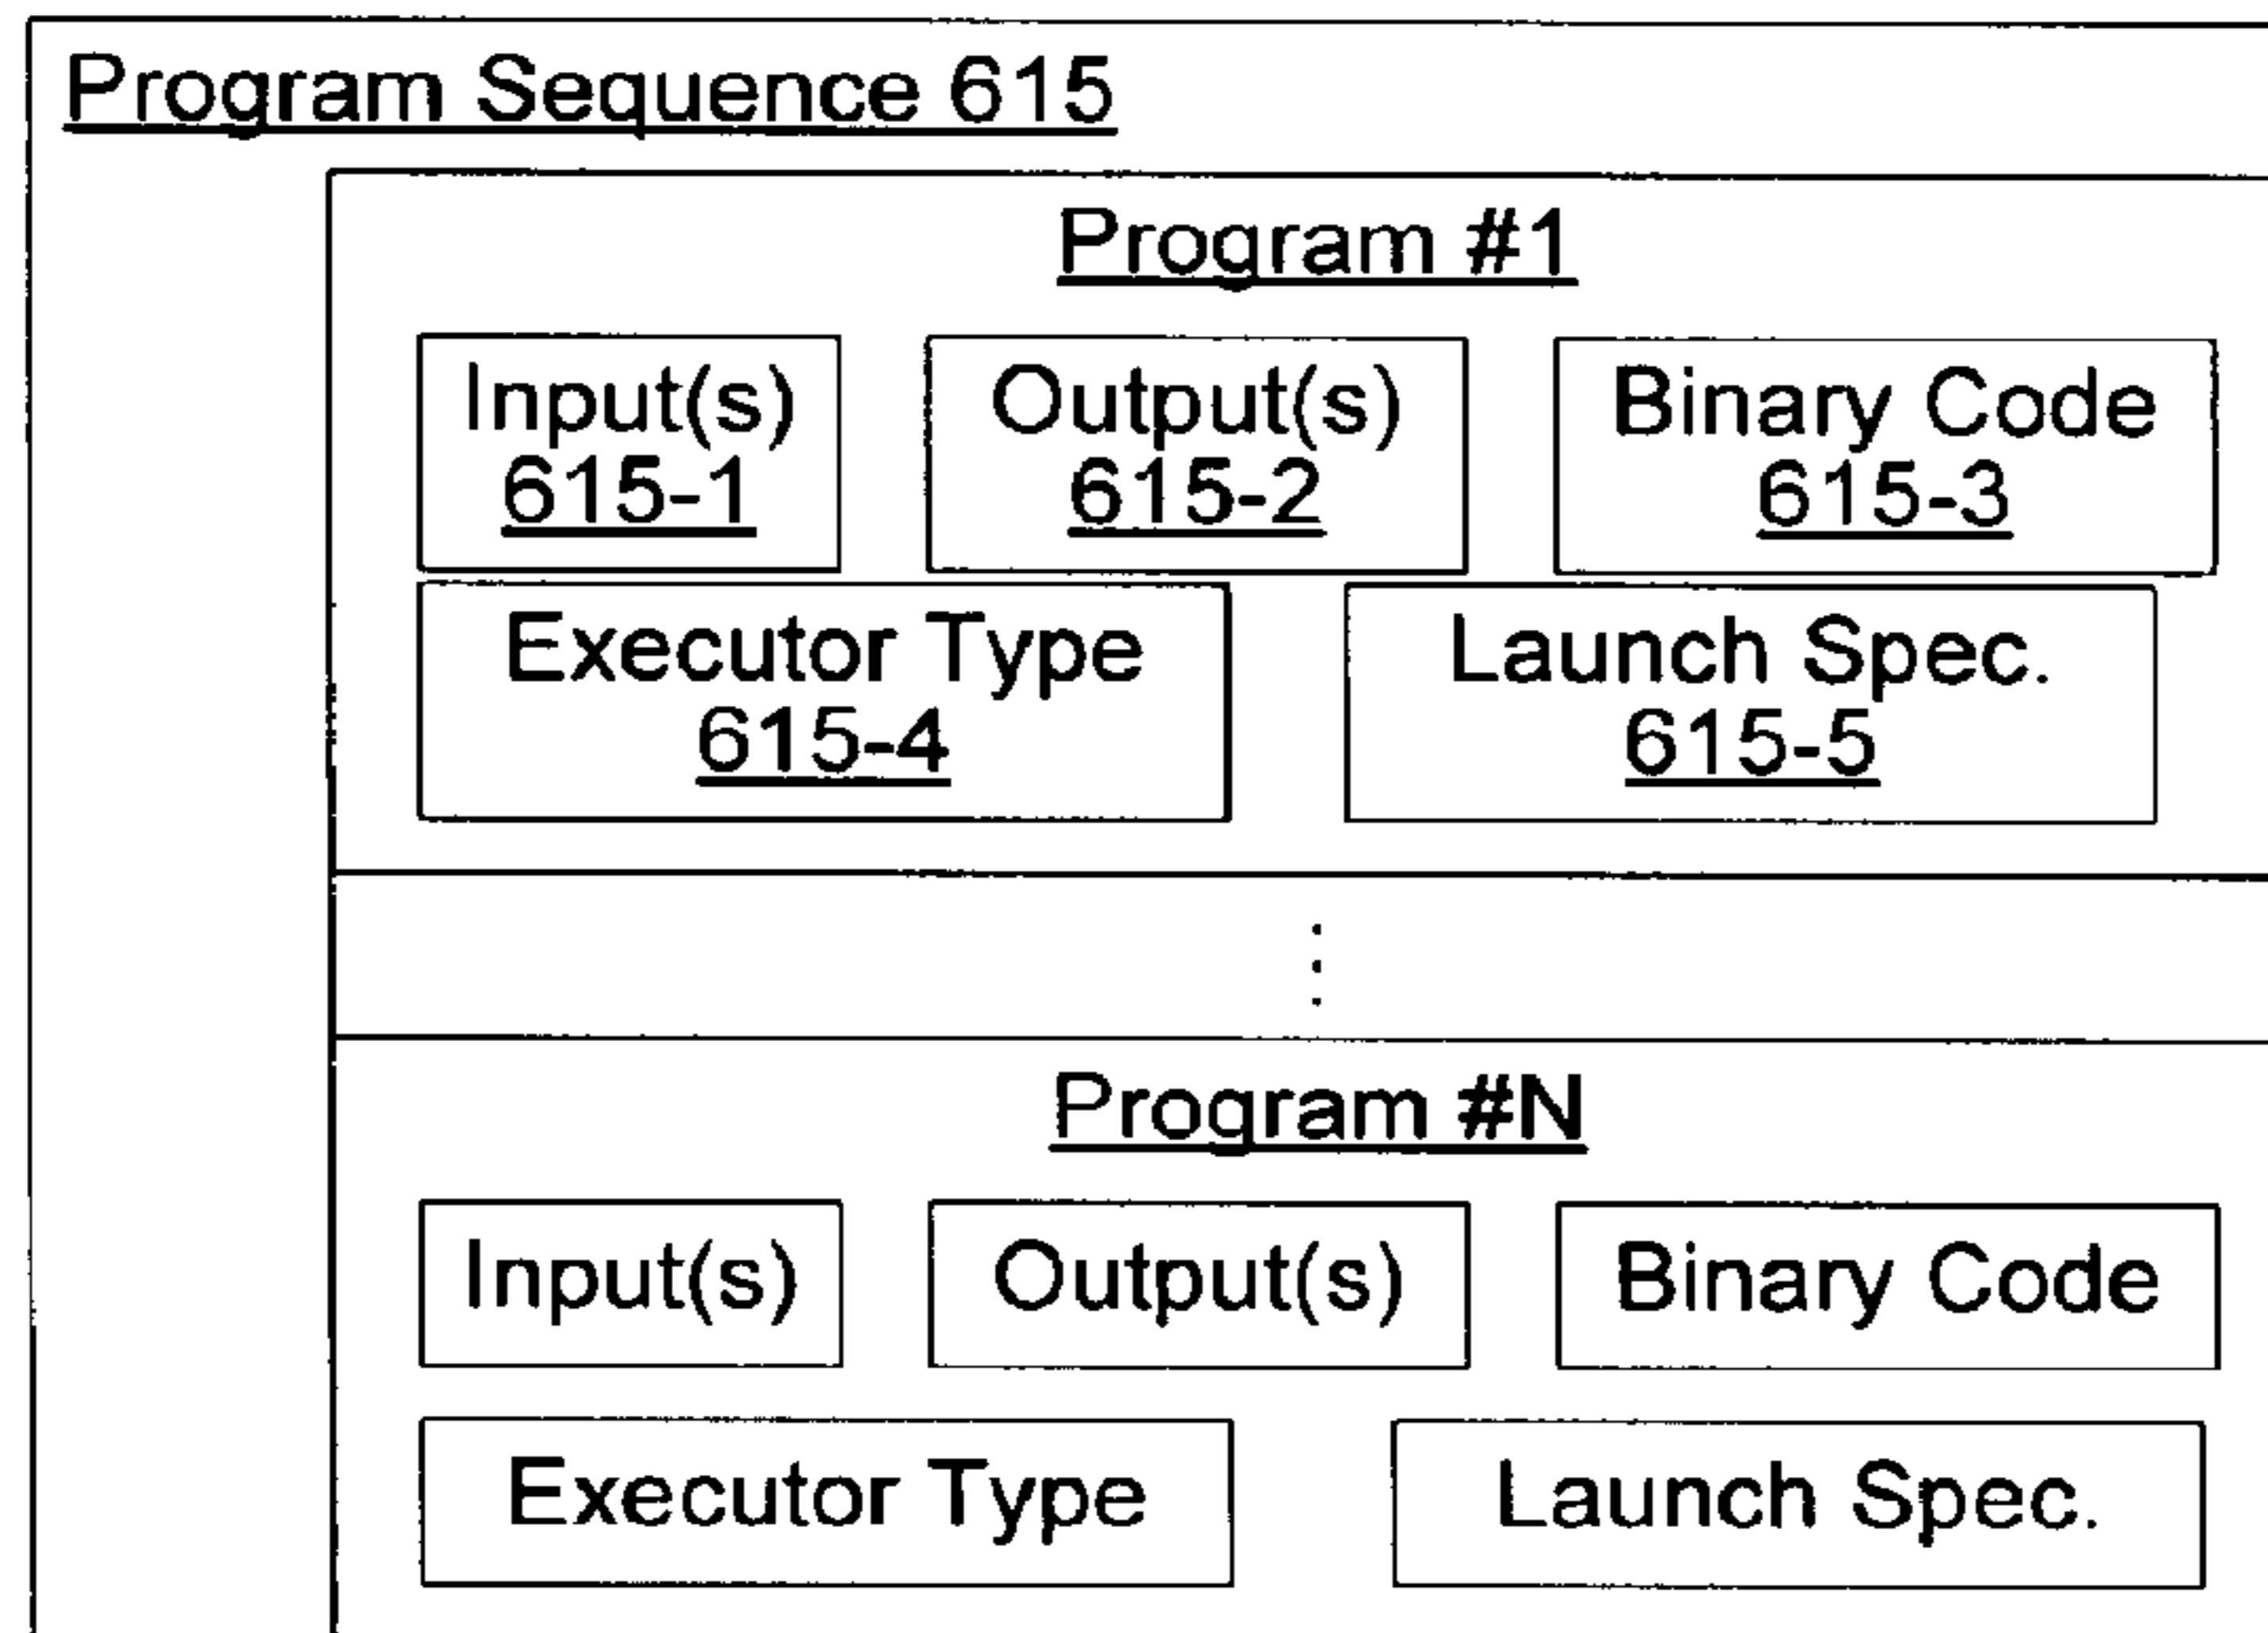 Program Sequence 615
Program #1
Input(s)
615-1
Output(s)
615-2
Binary Code
615-3
Executor Type
615-4
Launch Spec.
615-5
Program #N
Input(s)
Output(s)
Binary Code
Executor Type
Launch Spec.